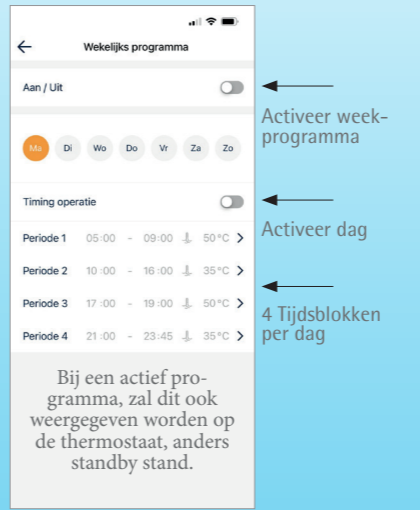 Wekelijks programma
Aan / Uit
Activeer week-
programma
Ma Di Wo Do Vr Za Zo
Timing operatie
Activeer dag
Periode 1 05:00 - 09:00 50°C
Periode 2 10:00 - 16:00 35°C
Periode 3 17:00 - 19:00 50°C
4 Tijdsblokken
per dag
Periode 4 21:00 - 23:45 35°C
Bij een actief pro-
gramma, zal dit ook
weergegeven worden op
de thermostaat, anders
standby stand.